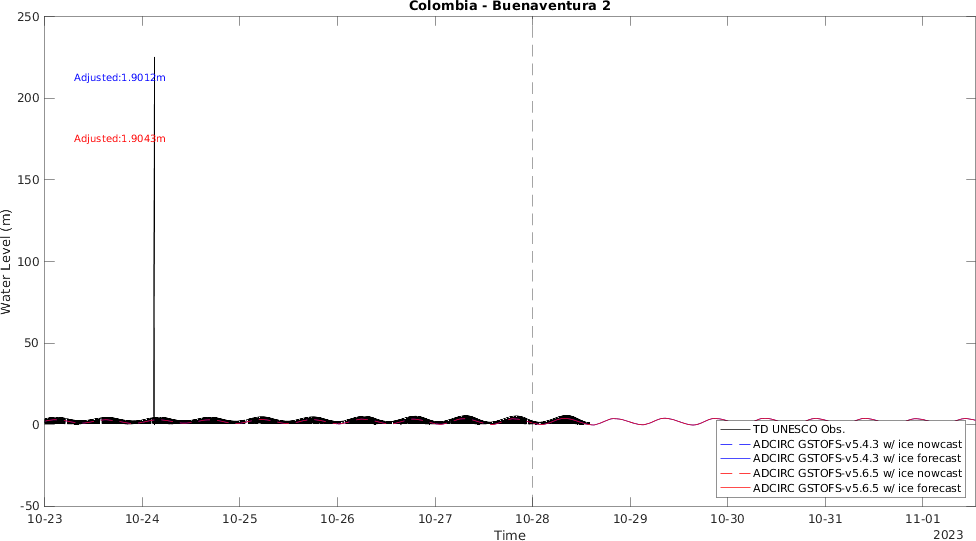 Colombia - Buenaventura 2
250
200
150
100
50
0
-50
Water Level (m)
Adjusted:1.9012m
Adjusted:1.9043m
TD UNESCO Obs.
ADCIRC GSTOFS-v5.4.3 w/ ice nowcast
ADCIRC GSTOFS-v5.4.3 w/ ice forecast
ADCIRC GSTOFS-v5.6.5 w/ ice nowcast
ADCIRC GSTOFS-v5.6.5 w/ ice forecast
10-23 10-24 10-25 10-26 10-27 10-28 10-29 10-30 10-31 11-01
Time
2023